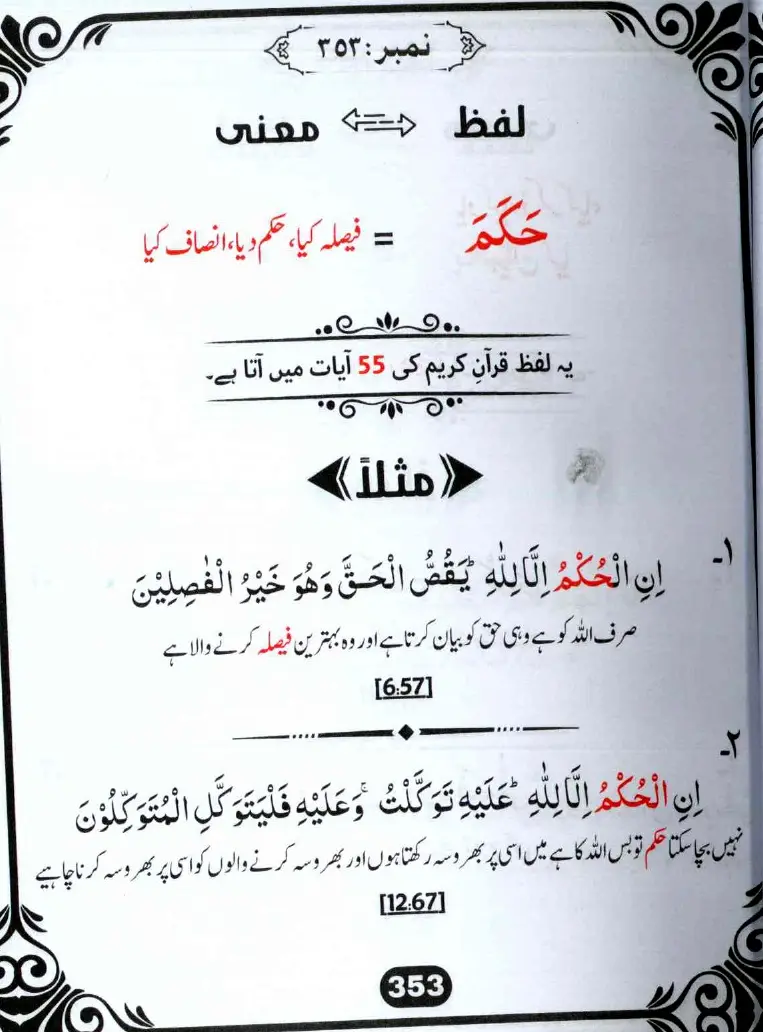 نمبر: ۳۵۳
لفظ ⇔ معنی
حَكَمَ = فیصلہ کیا، حکم دیا، انصاف کیا
یہ لفظ قرآنِ کریم کی 55 آیات میں آتا ہے۔
مثلاً
۱۔
اِنِ الْحُكْمُ اِلَّا لِلّٰهِ ؕ يَقُصُّ الْحَـقَّ وَهُوَ خَيْرُ الْفٰصِلِيْنَ
صرف اللہ کو ہے وہی حق کو بیان کرتا ہے اور وہ بہترین فیصلہ کرنے والا ہے
[6:57]
۲۔
اِنِ الْحُكْمُ اِلَّا لِلّٰهِ ؕ عَلَيْهِ تَوَكَّلْتُ ۚ وَعَلَيْهِ فَلْيَتَوَكَّلِ الْمُتَوَكِّلُوْنَ
نہیں بچا سکتا حکم تو بس اللہ کا ہے میں اسی پر بھروسہ رکھتا ہوں اور بھروسہ کرنے والوں کو اسی پر بھروسہ کرنا چاہیے
[12:67]
353